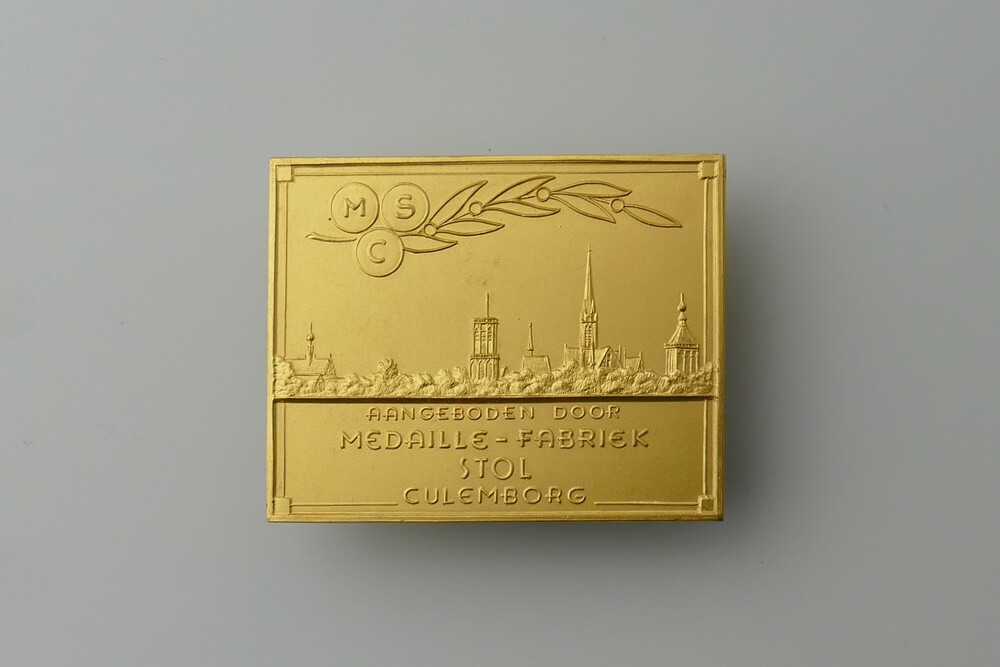 M S
C
AANGEBODEN DOOR
MEDAILLE-FABRIEK
STOL
CULEMBORG